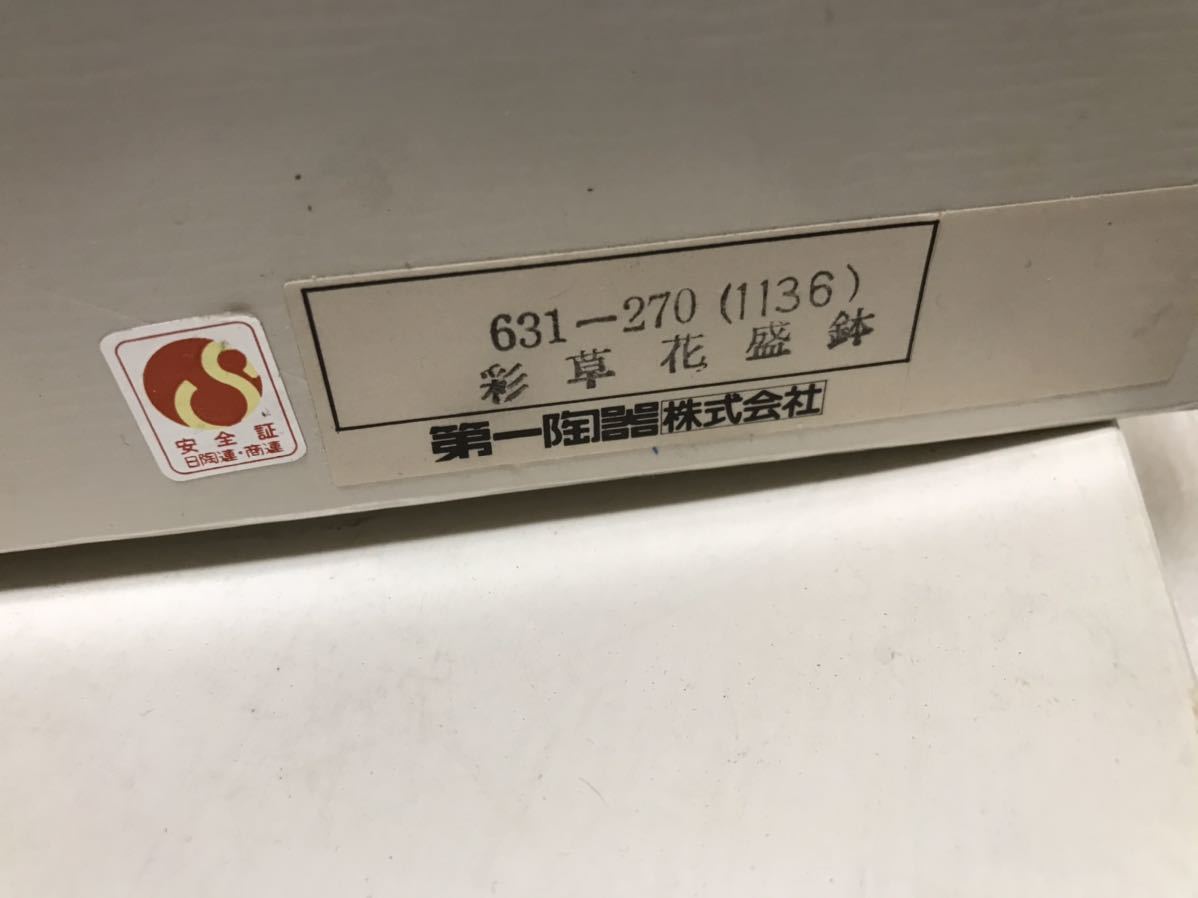 631-270 (1136)
彩草花盛鉢
第一陶器株式会社
S
安全証
日陶連・商連